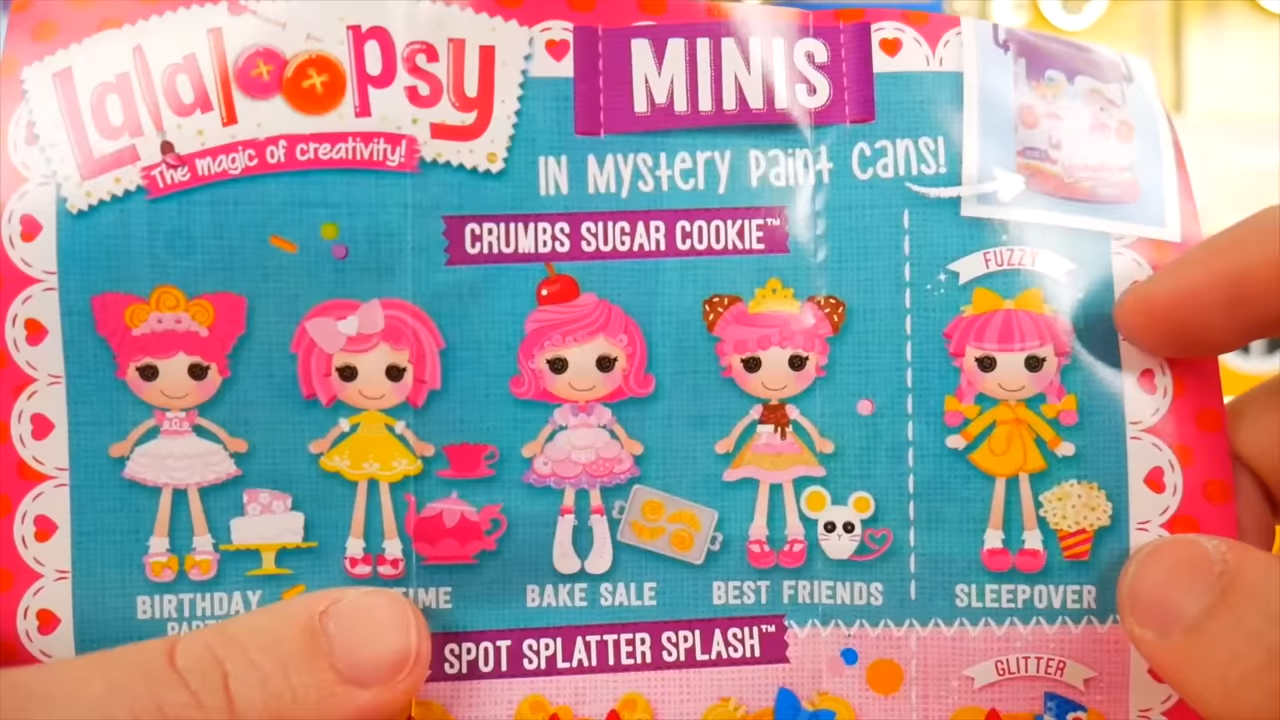 Lalaloopsy
The magic of creativity!
MINIS
IN Mystery paint cans!
CRUMBS SUGAR COOKIE™
FUZZY
BIRTHDAY
BAKE SALE
BEST FRIENDS
SLEEPOVER
SPOT SPLATTER SPLASH™
GLITTER